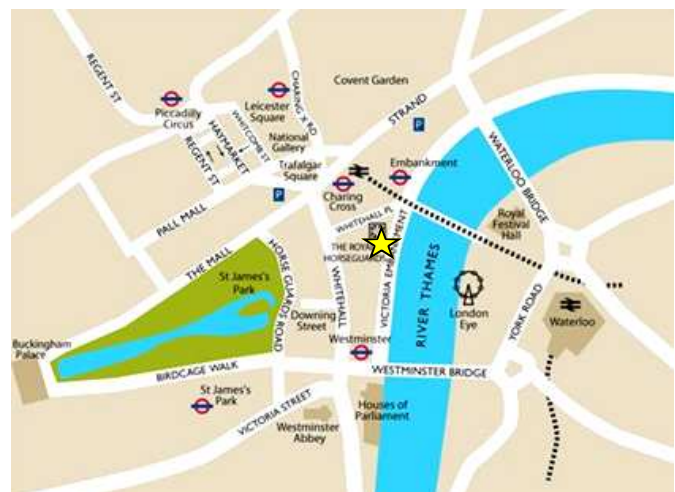 REGENT ST
Piccadilly
Circus
Leicester
Square
CHARING X RD
Covent Garden
STRAND
P
WHITCOMB ST
HAYMARKET
REGENT ST
National
Gallery
Trafalgar
Square
Embankment
WATERLOO BRIDGE
PALL MALL
P
Charing
Cross
WHITEHALL PL
Royal
Festival
Hall
THE ROYAL
HORSEGUARDS
THE MALL
St James's
Park
HORSE GUARDS ROAD
WHITEHALL
VICTORIA EMBANKMENT
RIVER THAMES
London
Eye
YORK ROAD
Waterloo
Downing
Street
Westminster
Buckingham
Palace
BIRDCAGE WALK
WESTMINSTER BRIDGE
St James's
Park
VICTORIA STREET
Westminster
Abbey
Houses of
Parliament